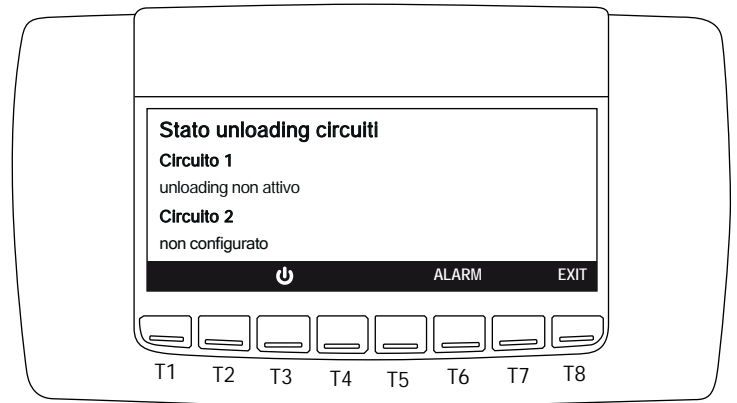 Stato unloading circuiti
Circuito 1
unloading non attivo
Circuito 2
non configurato
ALARM EXIT
T1 T2 T3 T4 T5 T6 T7 T8